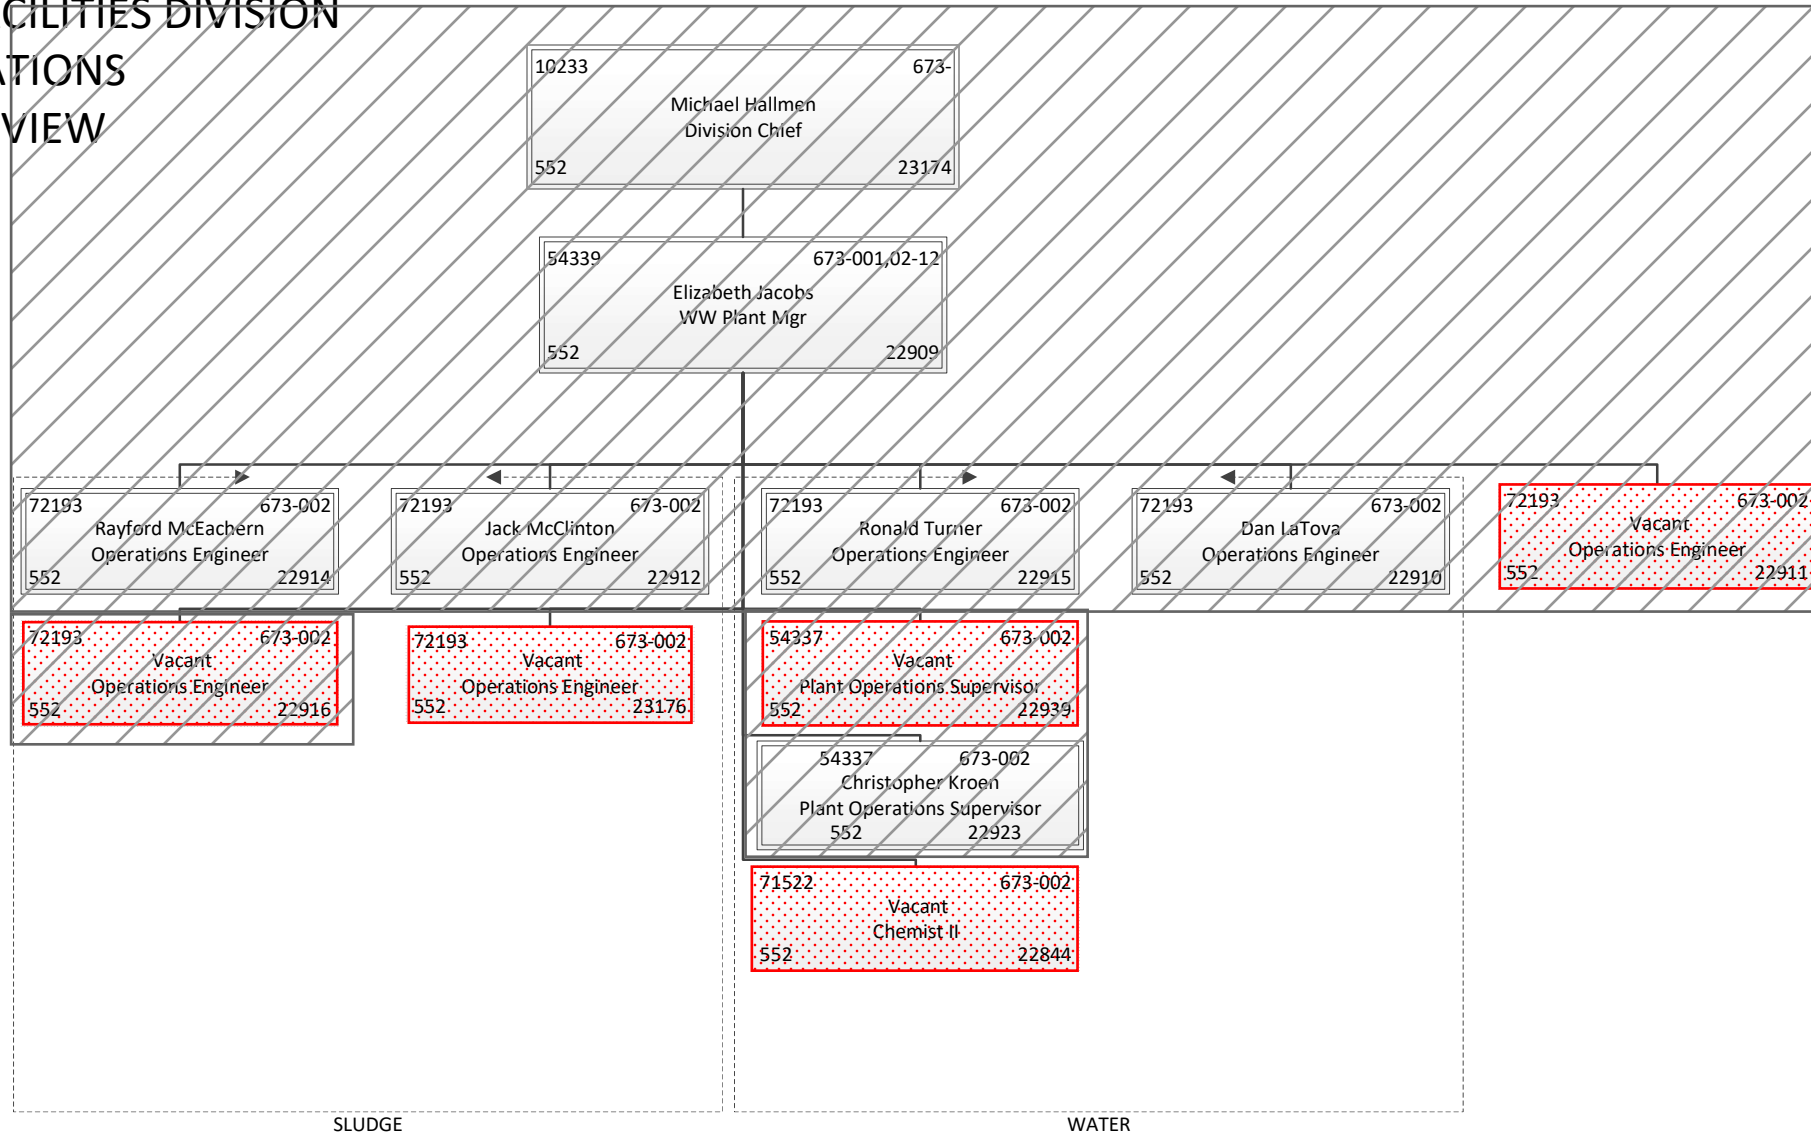 CILITIES DIVISION
ATIONS
VIEW
10233 673-
Michael Hallmen
Division Chief
552 23174
54339 673-001,02-12
Elizabeth Jacobs
WW Plant Mgr
552 22909
72193 673-002
Rayford McEachern
Operations Engineer
552 22914
72193 673-002
Jack McClinton
Operations Engineer
552 22912
72193 673-002
Ronald Turner
Operations Engineer
552 22915
72193 673-002
Dan LaTova
Operations Engineer
552 22910
72193 673-002
Vacant
Operations Engineer
552 22911
72193 673-002
Vacant
Operations Engineer
552 22916
72193 673-002
Vacant
Operations Engineer
552 23176
54337 673-002
Vacant
Plant Operations Supervisor
552 22939
54337 673-002
Christopher Kroen
Plant Operations Supervisor
552 22923
71522 673-002
Vacant
Chemist II
552 22844
SLUDGE
WATER